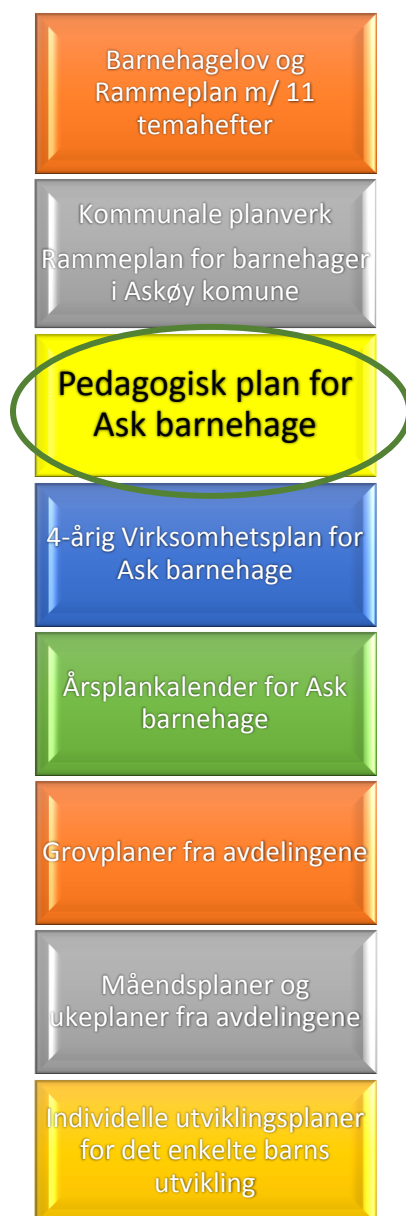 Barnehagelov og
Rammeplan m/ 11
temahefter
Kommunale planverk
Rammeplan for barnehager
i Askøy komune
Pedagogisk plan for
Ask barnehage
4-årig Virksomhetsplan for
Ask barnehage
Årsplankalender for Ask
barnehage
Grovplaner fra avdelingene
Måendsplaner og
ukeplaner fra avdelingene
Individelle utviklingsplaner
for det enkelte barns
utvikling